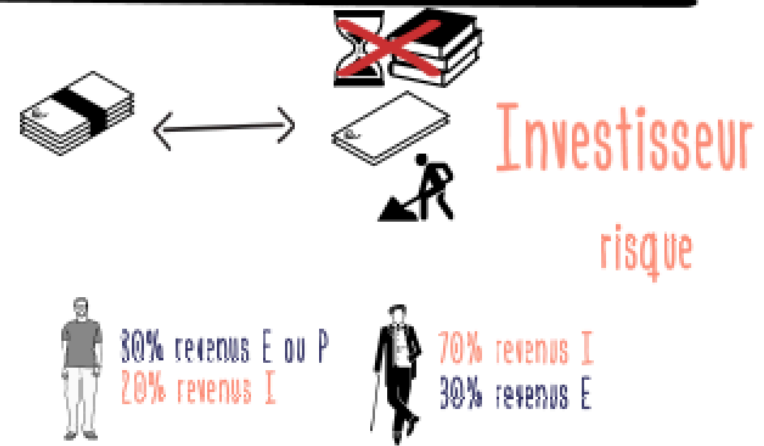 Investisseur
risque
80% revenus E ou P
20% revenus I
70% revenus I
30% revenus E